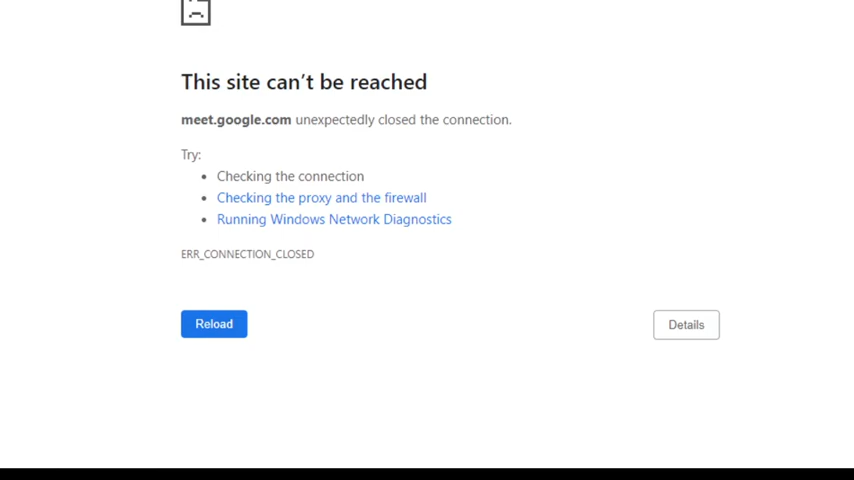 This site can’t be reached
meet.google.com unexpectedly closed the connection.
Try:
• Checking the connection
• Checking the proxy and the firewall
• Running Windows Network Diagnostics
ERR_CONNECTION_CLOSED
Reload
Details